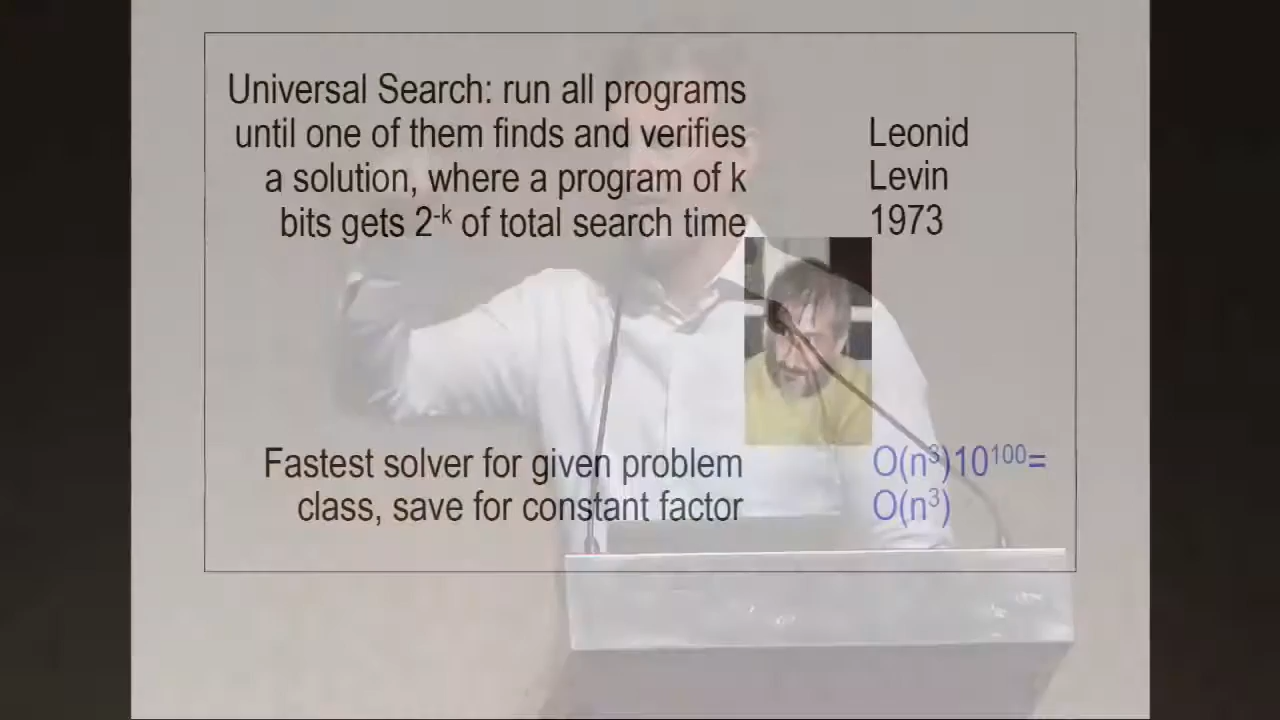 Universal Search: run all programs
until one of them finds and verifies
a solution, where a program of k
bits gets 2⁻ᵏ of total search time
Leonid
Levin
1973
Fastest solver for given problem
class, save for constant factor
O(n³)10¹⁰⁰=
O(n³)